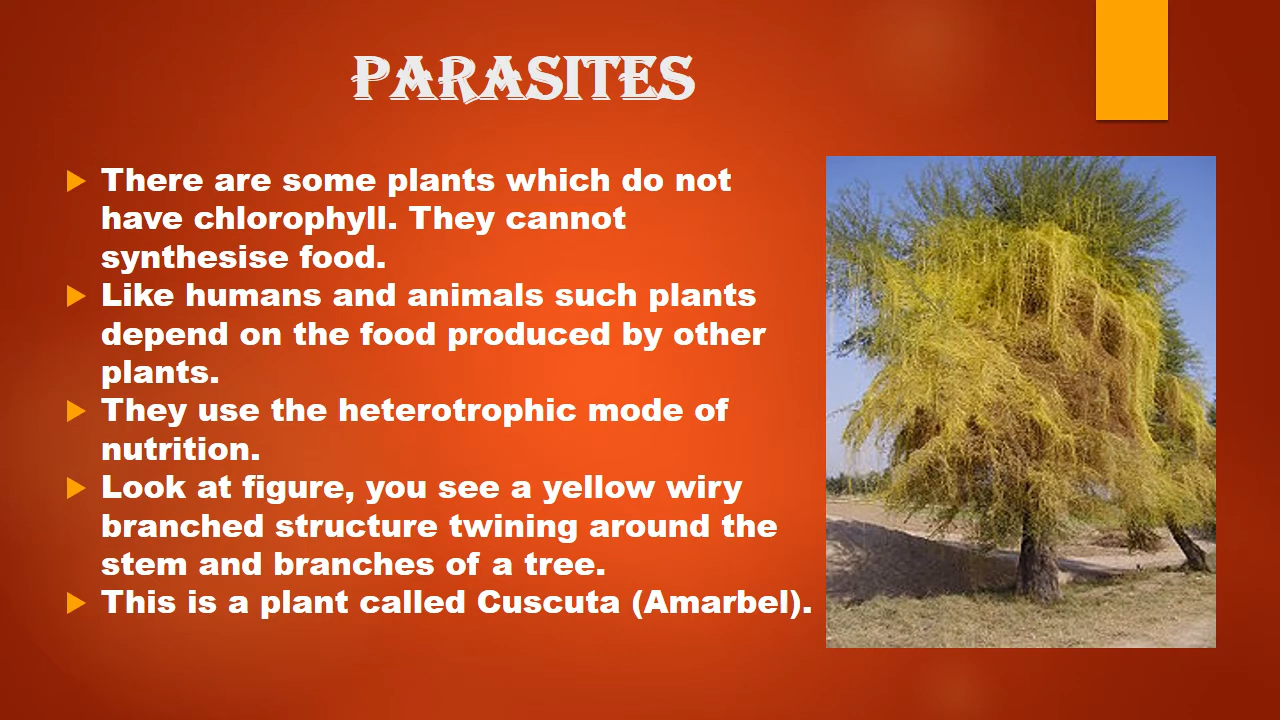 PARASITES
There are some plants which do not
have chlorophyll. They cannot
synthesise food.
Like humans and animals such plants
depend on the food produced by other
plants.
They use the heterotrophic mode of
nutrition.
Look at figure, you see a yellow wiry
branched structure twining around the
stem and branches of a tree.
This is a plant called Cuscuta (Amarbel).